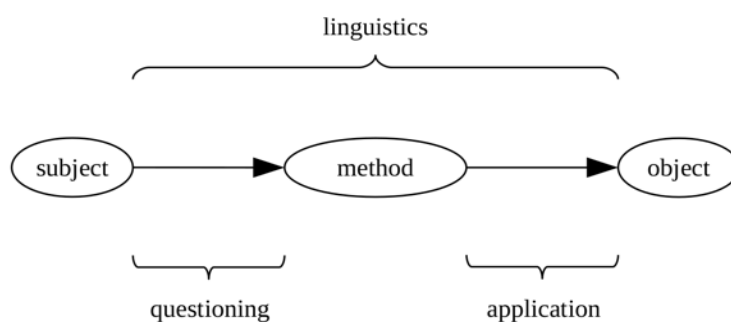 linguistics
subject method object
questioning application